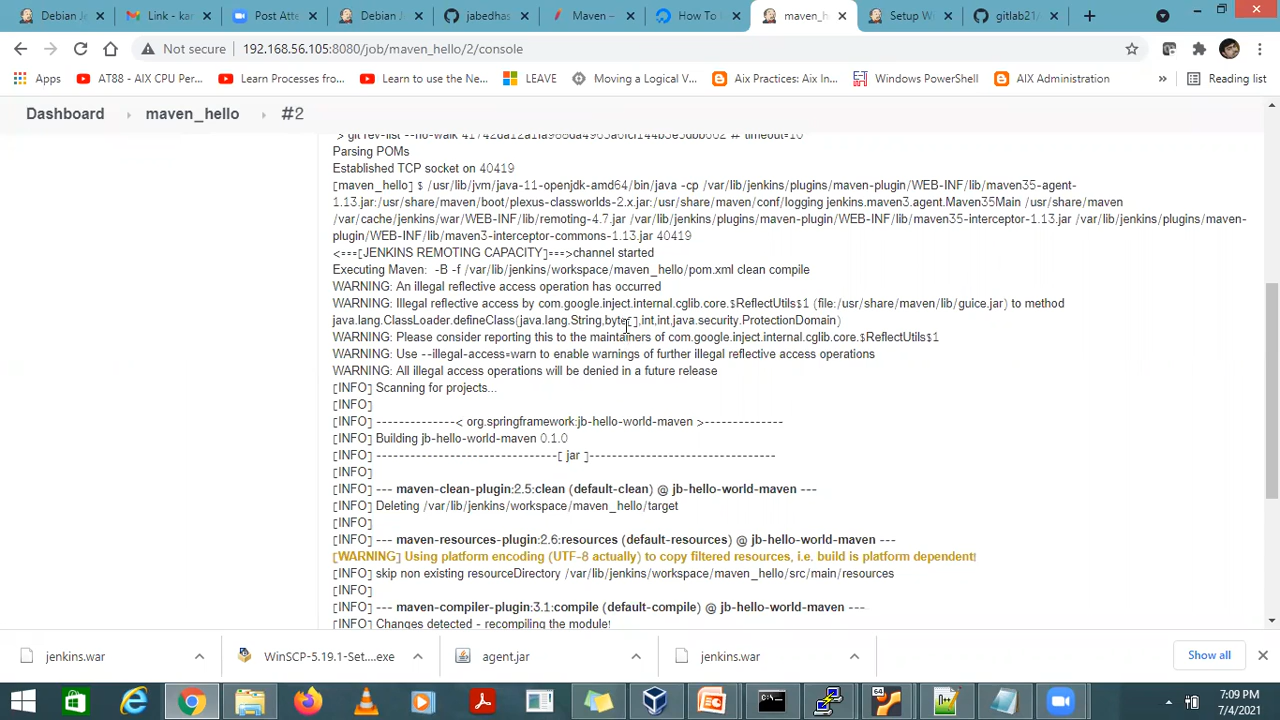 Debian Je
Link - kar
Post Atte
Debian J
jabedhas
Maven –
How To
maven_h
Setup Wi
gitlab21/
Not secure
192.168.56.105:8080/job/maven_hello/2/console
Apps
AT88 - AIX CPU Per...
Learn Processes fro...
Learn to use the Ne...
LEAVE
Moving a Logical V...
Aix Practices: Aix In...
Windows PowerShell
AIX Administration
»
Reading list
Dashboard
maven_hello
#2
Parsing POMs
Established TCP socket on 40419
[maven_hello] $ /usr/lib/jvm/java-11-openjdk-amd64/bin/java -cp /var/lib/jenkins/plugins/maven-plugin/WEB-INF/lib/maven35-agent-
1.13.jar:/usr/share/maven/boot/plexus-classworlds-2.x.jar:/usr/share/maven/conf/logging jenkins.maven3.agent.Maven35Main /usr/share/maven
/var/cache/jenkins/war/WEB-INF/lib/remoting-4.7.jar /var/lib/jenkins/plugins/maven-plugin/WEB-INF/lib/maven35-interceptor-1.13.jar /var/lib/jenkins/plugins/maven-
plugin/WEB-INF/lib/maven3-interceptor-commons-1.13.jar 40419
<===[JENKINS REMOTING CAPACITY]===>channel started
Executing Maven: -B -f /var/lib/jenkins/workspace/maven_hello/pom.xml clean compile
WARNING: An illegal reflective access operation has occurred
WARNING: Illegal reflective access by com.google.inject.internal.cglib.core.$ReflectUtils$1 (file:/usr/share/maven/lib/guice.jar) to method
java.lang.ClassLoader.defineClass(java.lang.String,byte[],int,int,java.security.ProtectionDomain)
WARNING: Please consider reporting this to the maintainers of com.google.inject.internal.cglib.core.$ReflectUtils$1
WARNING: Use --illegal-access=warn to enable warnings of further illegal reflective access operations
WARNING: All illegal access operations will be denied in a future release
[INFO] Scanning for projects...
[INFO]
[INFO] --------------< org.springframework:jb-hello-world-maven >--------------
[INFO] Building jb-hello-world-maven 0.1.0
[INFO] --------------------------------[ jar ]---------------------------------
[INFO]
[INFO] --- maven-clean-plugin:2.5:clean (default-clean) @ jb-hello-world-maven ---
[INFO] Deleting /var/lib/jenkins/workspace/maven_hello/target
[INFO]
[INFO] --- maven-resources-plugin:2.6:resources (default-resources) @ jb-hello-world-maven ---
[WARNING] Using platform encoding (UTF-8 actually) to copy filtered resources, i.e. build is platform dependent!
[INFO] skip non existing resourceDirectory /var/lib/jenkins/workspace/maven_hello/src/main/resources
[INFO]
[INFO] --- maven-compiler-plugin:3.1:compile (default-compile) @ jb-hello-world-maven ---
[INFO] Changes detected - recompiling the module!
jenkins.war
WinSCP-5.19.1-Set....exe
agent.jar
jenkins.war
Show all
7:09 PM
7/4/2021